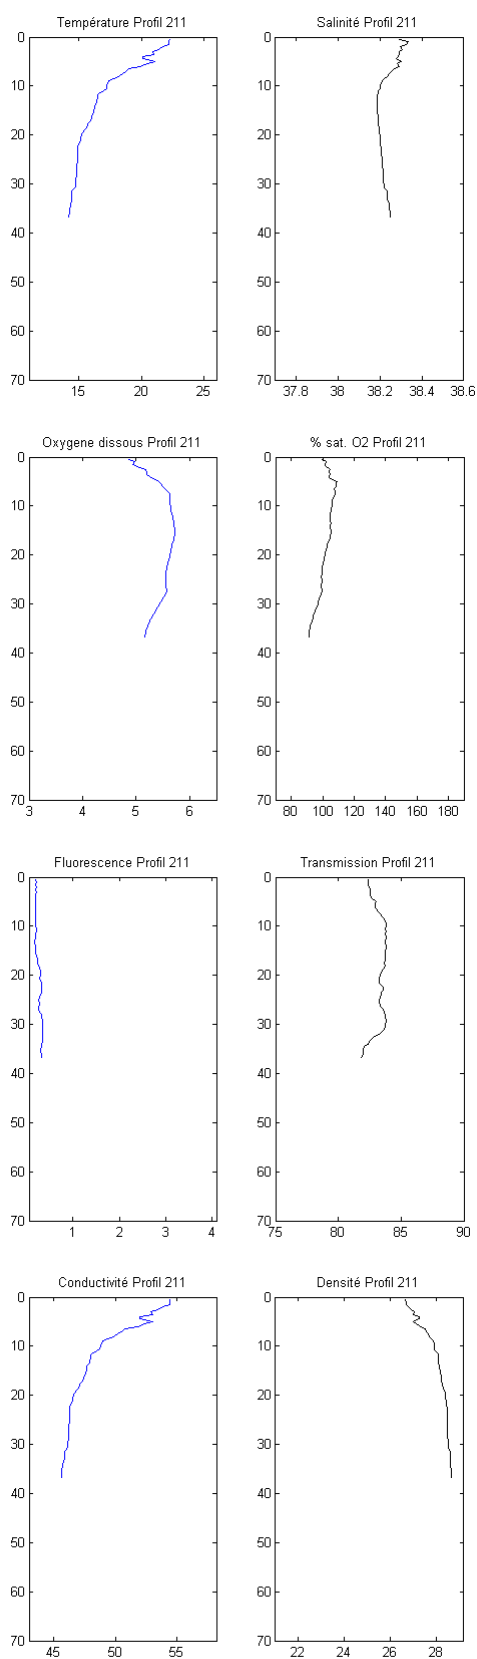 Température Profil 211
Salinité Profil 211
0 10 20 30 40 50 60 70
15 20 25
0 10 20 30 40 50 60 70
37.8 38 38.2 38.4 38.6
Oxygene dissous Profil 211
% sat. O2 Profil 211
0 10 20 30 40 50 60 70
3 4 5 6
0 10 20 30 40 50 60 70
80 100 120 140 160 180
Fluorescence Profil 211
Transmission Profil 211
0 10 20 30 40 50 60 70
1 2 3 4
0 10 20 30 40 50 60 70
75 80 85 90
Conductivité Profil 211
Densité Profil 211
0 10 20 30 40 50 60 70
45 50 55
0 10 20 30 40 50 60 70
22 24 26 28